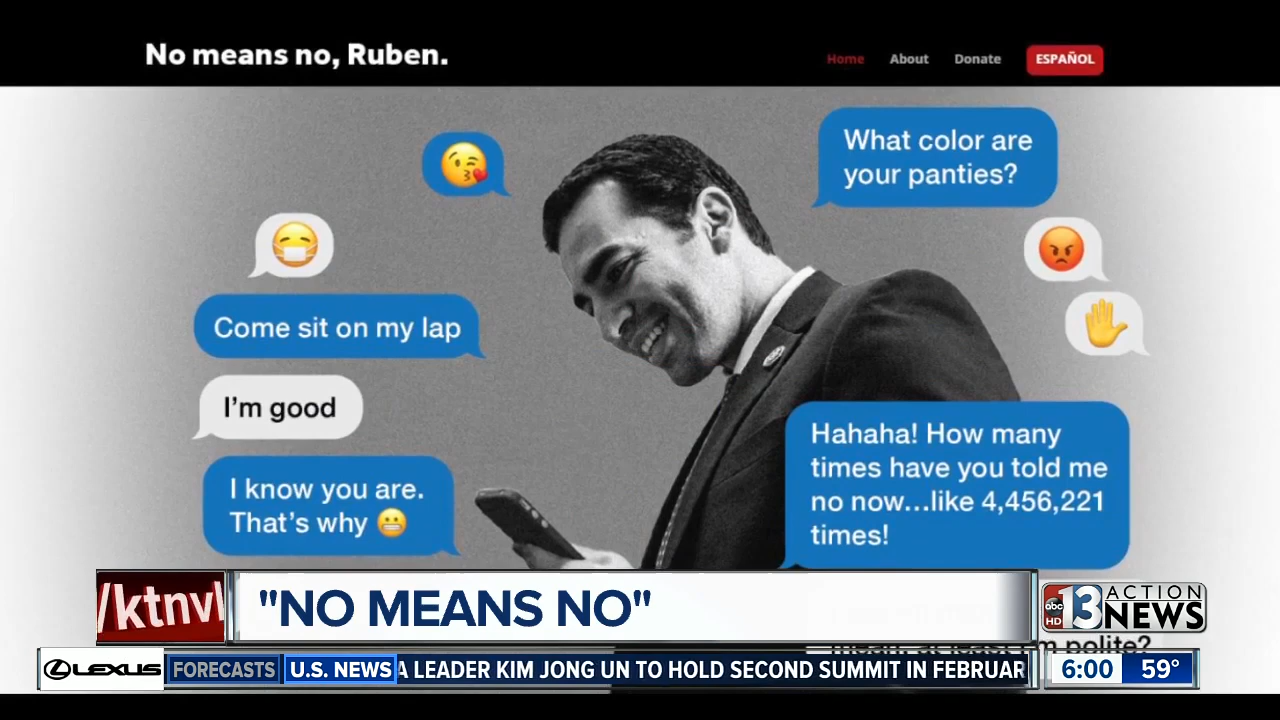 No means no, Ruben.
Home About Donate ESPAÑOL
What color are
your panties?
Come sit on my lap
I'm good
I know you are.
That's why
Hahaha! How many
times have you told me
no now...like 4,456,221
times!
/ktnv
"NO MEANS NO"
abc HD 13 ACTION
NEWS
polite?
LEXUS FORECASTS U.S. NEWS A LEADER KIM JONG UN TO HOLD SECOND SUMMIT IN FEBRUAR 6:00 59°